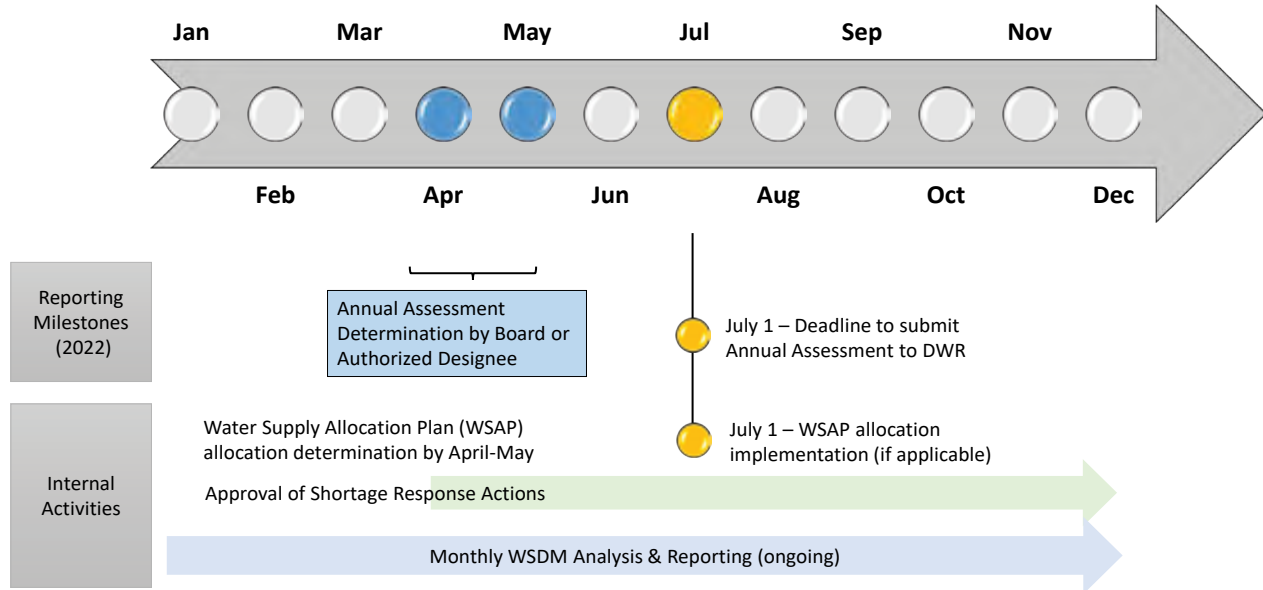 Jan Mar May Jul Sep Nov
Feb Apr Jun Aug Oct Dec
Reporting
Milestones
(2022)
Annual Assessment
Determination by Board or
Authorized Designee
July 1 – Deadline to submit
Annual Assessment to DWR
Internal
Activities
Water Supply Allocation Plan (WSAP)
allocation determination by April-May
July 1 – WSAP allocation
implementation (if applicable)
Approval of Shortage Response Actions
Monthly WSDM Analysis & Reporting (ongoing)